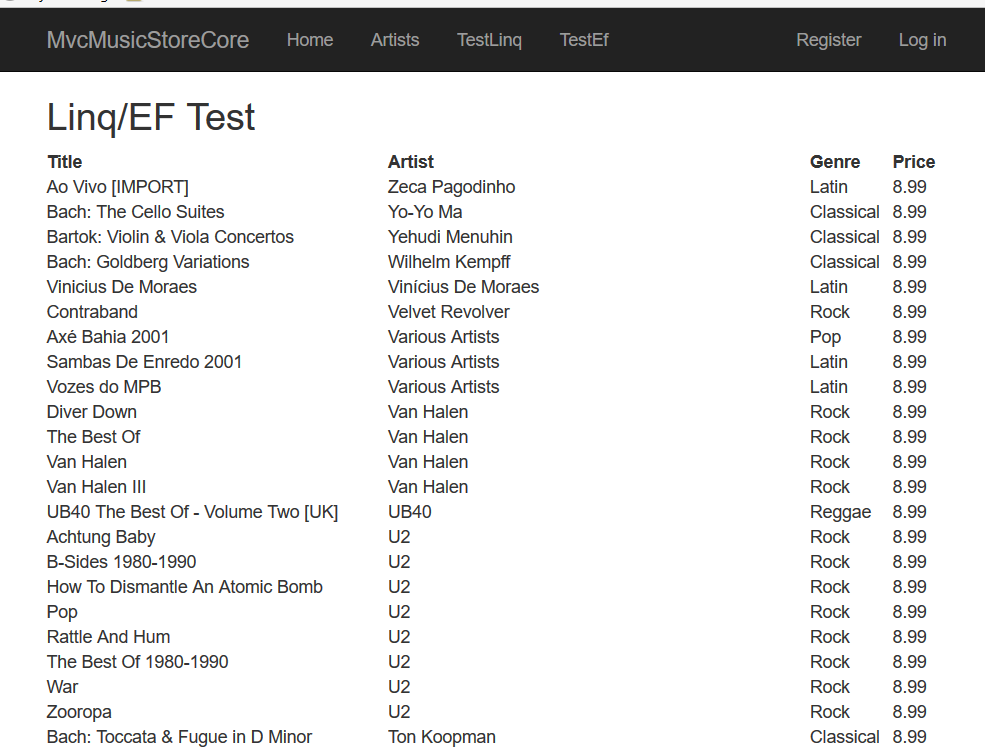 MvcMusicStoreCore Home Artists TestLinq TestEf Register Log in
Linq/EF Test
Title Artist Genre Price
Ao Vivo [IMPORT] Zeca Pagodinho Latin 8.99
Bach: The Cello Suites Yo-Yo Ma Classical 8.99
Bartok: Violin & Viola Concertos Yehudi Menuhin Classical 8.99
Bach: Goldberg Variations Wilhelm Kempff Classical 8.99
Vinicius De Moraes Vinícius De Moraes Latin 8.99
Contraband Velvet Revolver Rock 8.99
Axé Bahia 2001 Various Artists Pop 8.99
Sambas De Enredo 2001 Various Artists Latin 8.99
Vozes do MPB Various Artists Latin 8.99
Diver Down Van Halen Rock 8.99
The Best Of Van Halen Rock 8.99
Van Halen Van Halen Rock 8.99
Van Halen III Van Halen Rock 8.99
UB40 The Best Of - Volume Two [UK] UB40 Reggae 8.99
Achtung Baby U2 Rock 8.99
B-Sides 1980-1990 U2 Rock 8.99
How To Dismantle An Atomic Bomb U2 Rock 8.99
Pop U2 Rock 8.99
Rattle And Hum U2 Rock 8.99
The Best Of 1980-1990 U2 Rock 8.99
War U2 Rock 8.99
Zooropa U2 Rock 8.99
Bach: Toccata & Fugue in D Minor Ton Koopman Classical 8.99